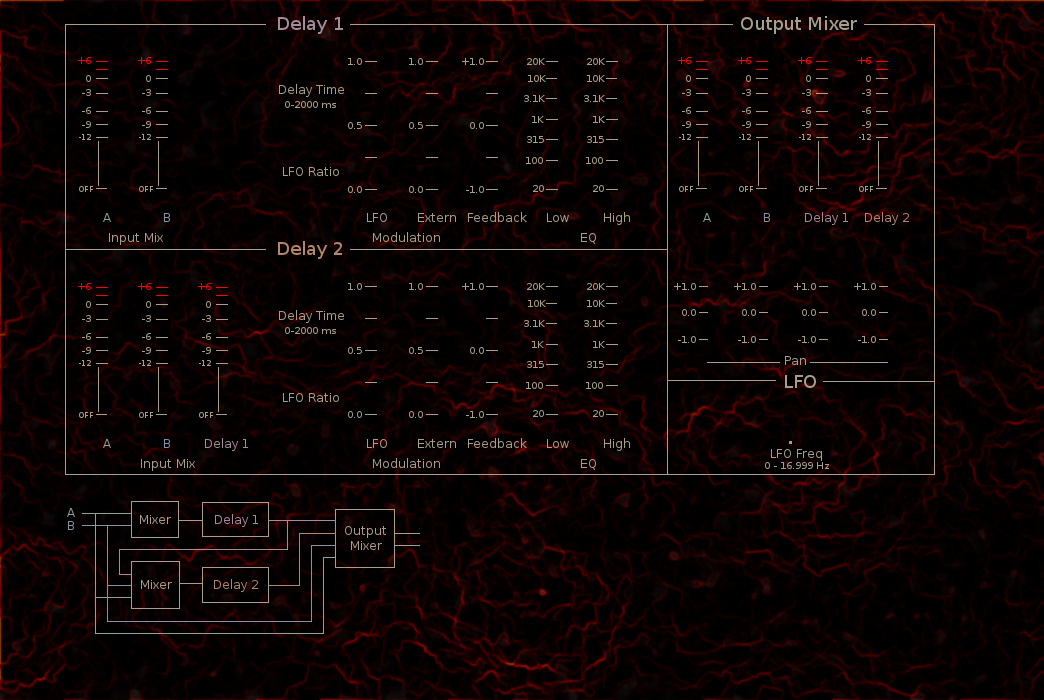 Delay 1
Output Mixer
+6 +6 1.0 1.0 +1.0 20K 20K +6 +6 +6 +6
0 0 10K 10K 0 0 0 0
Delay Time
-3 -3 3.1K 3.1K -3 -3 -3 -3
0-2000 ms
-6 -6 -6 -6 -6 -6
1K 1K
-9 -9 0.5 0.5 0.0 -9 -9 -9 -9
-12 -12 315 315 -12 -12 -12 -12
100 100
LFO Ratio
OFF OFF 0.0 0.0 -1.0 20 20 OFF OFF OFF OFF
A B LFO Extern Feedback Low High A B Delay 1 Delay 2
Input Mix Modulation EQ
Delay 2
+6 +6 +6 1.0 1.0 +1.0 20K 20K +1.0 +1.0 +1.0 +1.0
0 0 0 10K 10K
Delay Time 0.0 0.0 0.0 0.0
-3 -3 -3 3.1K 3.1K
0-2000 ms
-6 -6 -6 -1.0 -1.0 -1.0 -1.0
1K 1K
-9 -9 -9 0.5 0.5 0.0
-12 -12 -12 315 315 Pan
100 100 LFO
LFO Ratio
OFF OFF OFF 0.0 0.0 -1.0 20 20
A B Delay 1 LFO Extern Feedback Low High
LFO Freq
Input Mix Modulation EQ 0 - 16.999 Hz
A
B
Mixer Delay 1
Output
Mixer
Mixer Delay 2